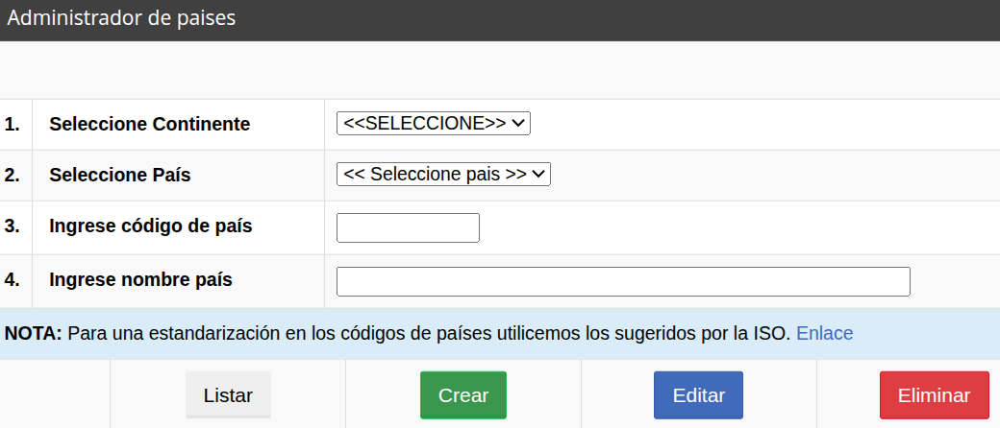 Administrador de paises
1. Seleccione Continente <<SELECCIONE>>
2. Seleccione País << Seleccione pais >>
3. Ingrese código de país
4. Ingrese nombre país
NOTA: Para una estandarización en los códigos de países utilicemos los sugeridos por la ISO. Enlace
Listar Crear Editar Eliminar